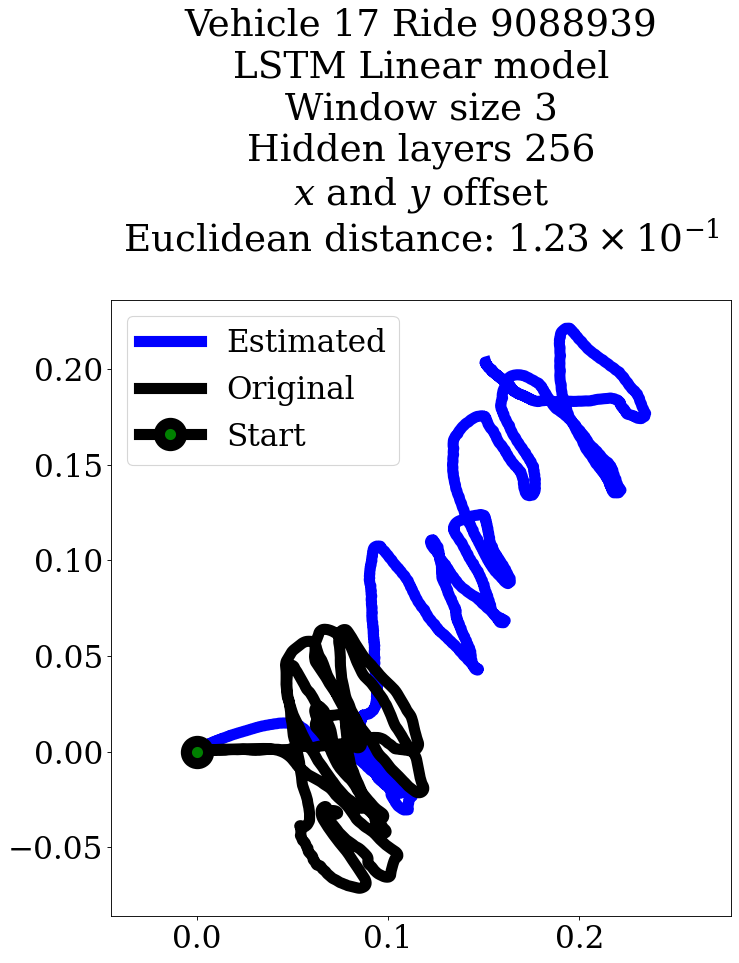 Vehicle 17 Ride 9088939
LSTM Linear model
Window size 3
Hidden layers 256
x and y offset
Euclidean distance: 1.23 × 10⁻¹
Estimated
Original
Start
0.20
0.15
0.10
0.05
0.00
−0.05
0.0 0.1 0.2